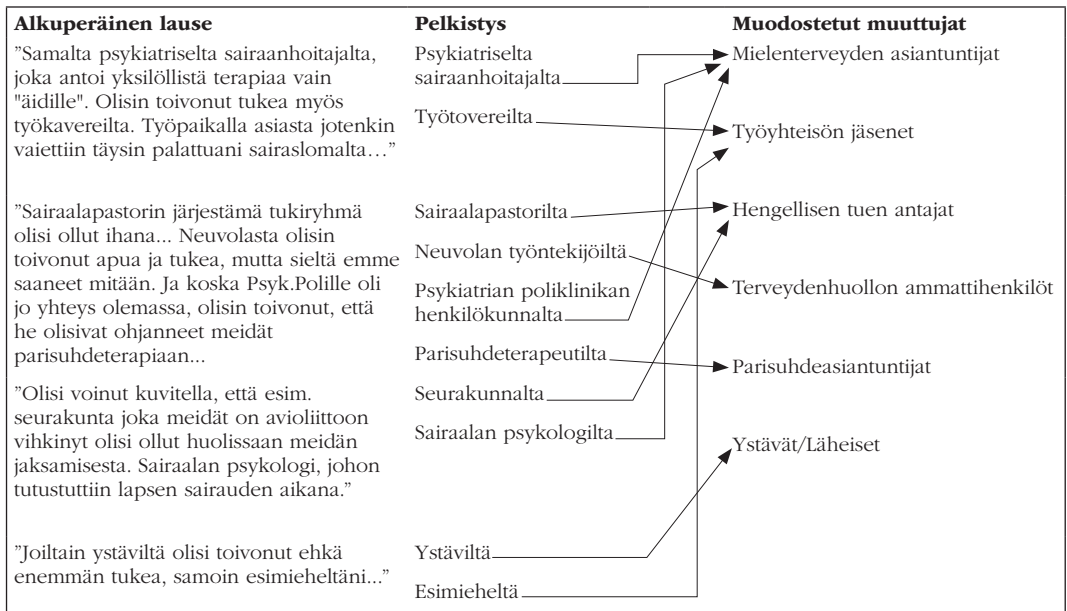 Alkuperäinen lause
"Samalta psykiatriselta sairaanhoitajalta,
joka antoi yksilöllistä terapiaa vain
"äidille". Olisin toivonut tukea myös
työkavereilta. Työpaikalla asiasta jotenkin
vaiettiin täysin palattuani sairaslomalta…"
"Sairaalapastorin järjestämä tukiryhmä
olisi ollut ihana... Neuvolasta olisin
toivonut apua ja tukea, mutta sieltä emme
saaneet mitään. Ja koska Psyk.Polille oli
jo yhteys olemassa, olisin toivonut, että
he olisivat ohjanneet meidät
parisuhdeterapiaan...
"Olisi voinut kuvitella, että esim.
seurakunta joka meidät on avioliittoon
vihkinyt olisi ollut huolissaan meidän
jaksamisesta. Sairaalan psykologi, johon
tutustuttiin lapsen sairauden aikana."
"Joiltain ystäviltä olisi toivonut ehkä
enemmän tukea, samoin esimieheltäni..."
Pelkistys
Psykiatriselta
sairaanhoitajalta
Työtovereilta
Sairaalapastorilta
Neuvolan työntekijöiltä
Psykiatrian poliklinikan
henkilökunnalta
Parisuhdeterapeutilta
Seurakunnalta
Sairaalan psykologilta
Ystäviltä
Esimieheltä
Muodostetut muuttujat
Mielenterveyden asiantuntijat
Työyhteisön jäsenet
Hengellisen tuen antajat
Terveydenhuollon ammattihenkilöt
Parisuhdeasiantuntijat
Ystävät/Läheiset